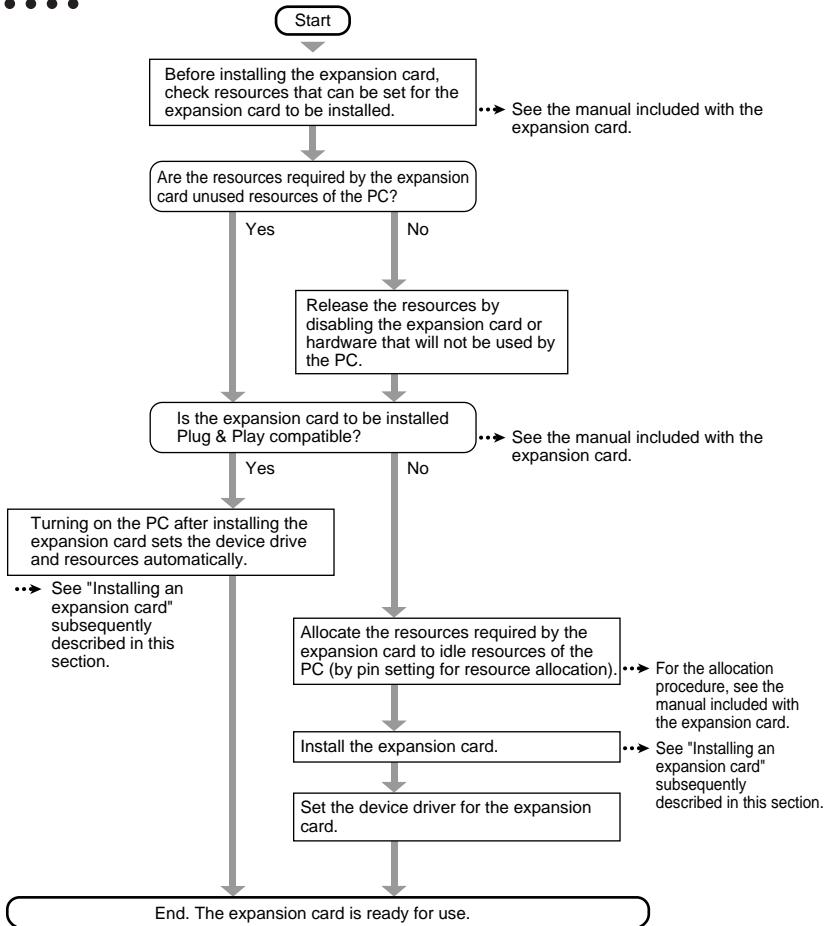 Start
Before installing the expansion card,
check resources that can be set for the
expansion card to be installed.
See the manual included with the
expansion card.
Are the resources required by the expansion
card unused resources of the PC?
Yes
No
Release the resources by
disabling the expansion card or
hardware that will not be used by
the PC.
Is the expansion card to be installed
Plug & Play compatible?
See the manual included with the
expansion card.
Yes
No
Turning on the PC after installing the
expansion card sets the device drive
and resources automatically.
See "Installing an
expansion card"
subsequently
described in this
section.
Allocate the resources required by the
expansion card to idle resources of the
PC (by pin setting for resource allocation).
For the allocation
procedure, see the
manual included with
the expansion card.
Install the expansion card.
See "Installing an
expansion card"
subsequently
described in this section.
Set the device driver for the expansion
card.
End. The expansion card is ready for use.